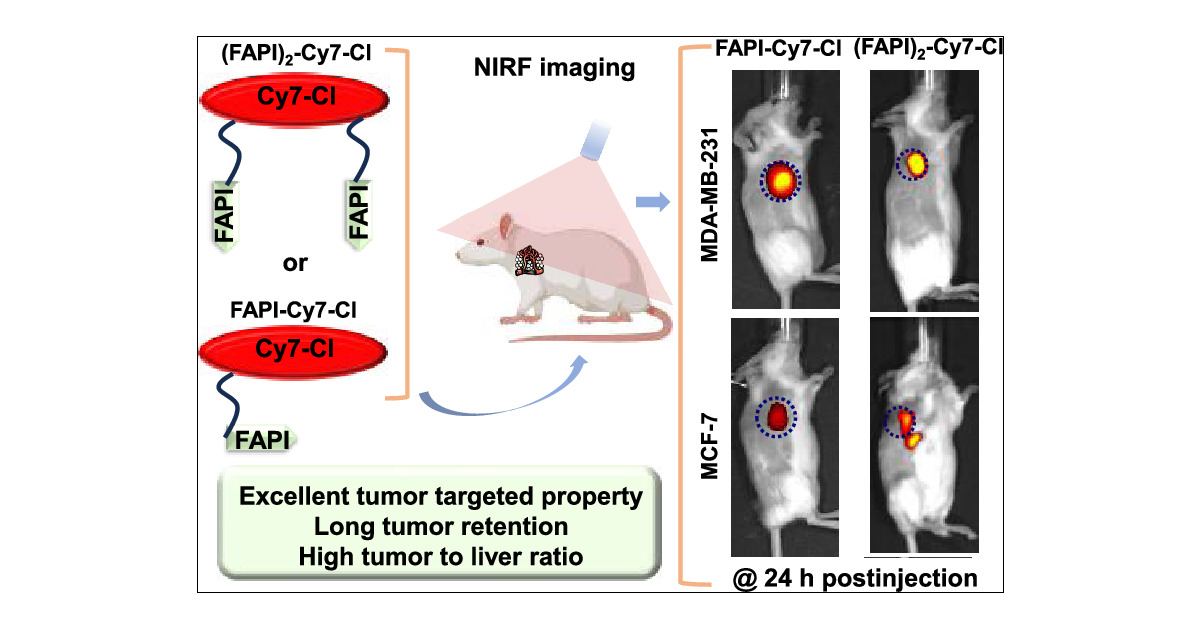 (FAPI)2-Cy7-Cl
Cy7-Cl
FAPI
FAPI
or
FAPI-Cy7-Cl
Cy7-Cl
FAPI
Excellent tumor targeted property
Long tumor retention
High tumor to liver ratio
NIRF imaging
FAPI-Cy7-Cl
(FAPI)2-Cy7-Cl
MDA-MB-231
MCF-7
@ 24 h postinjection